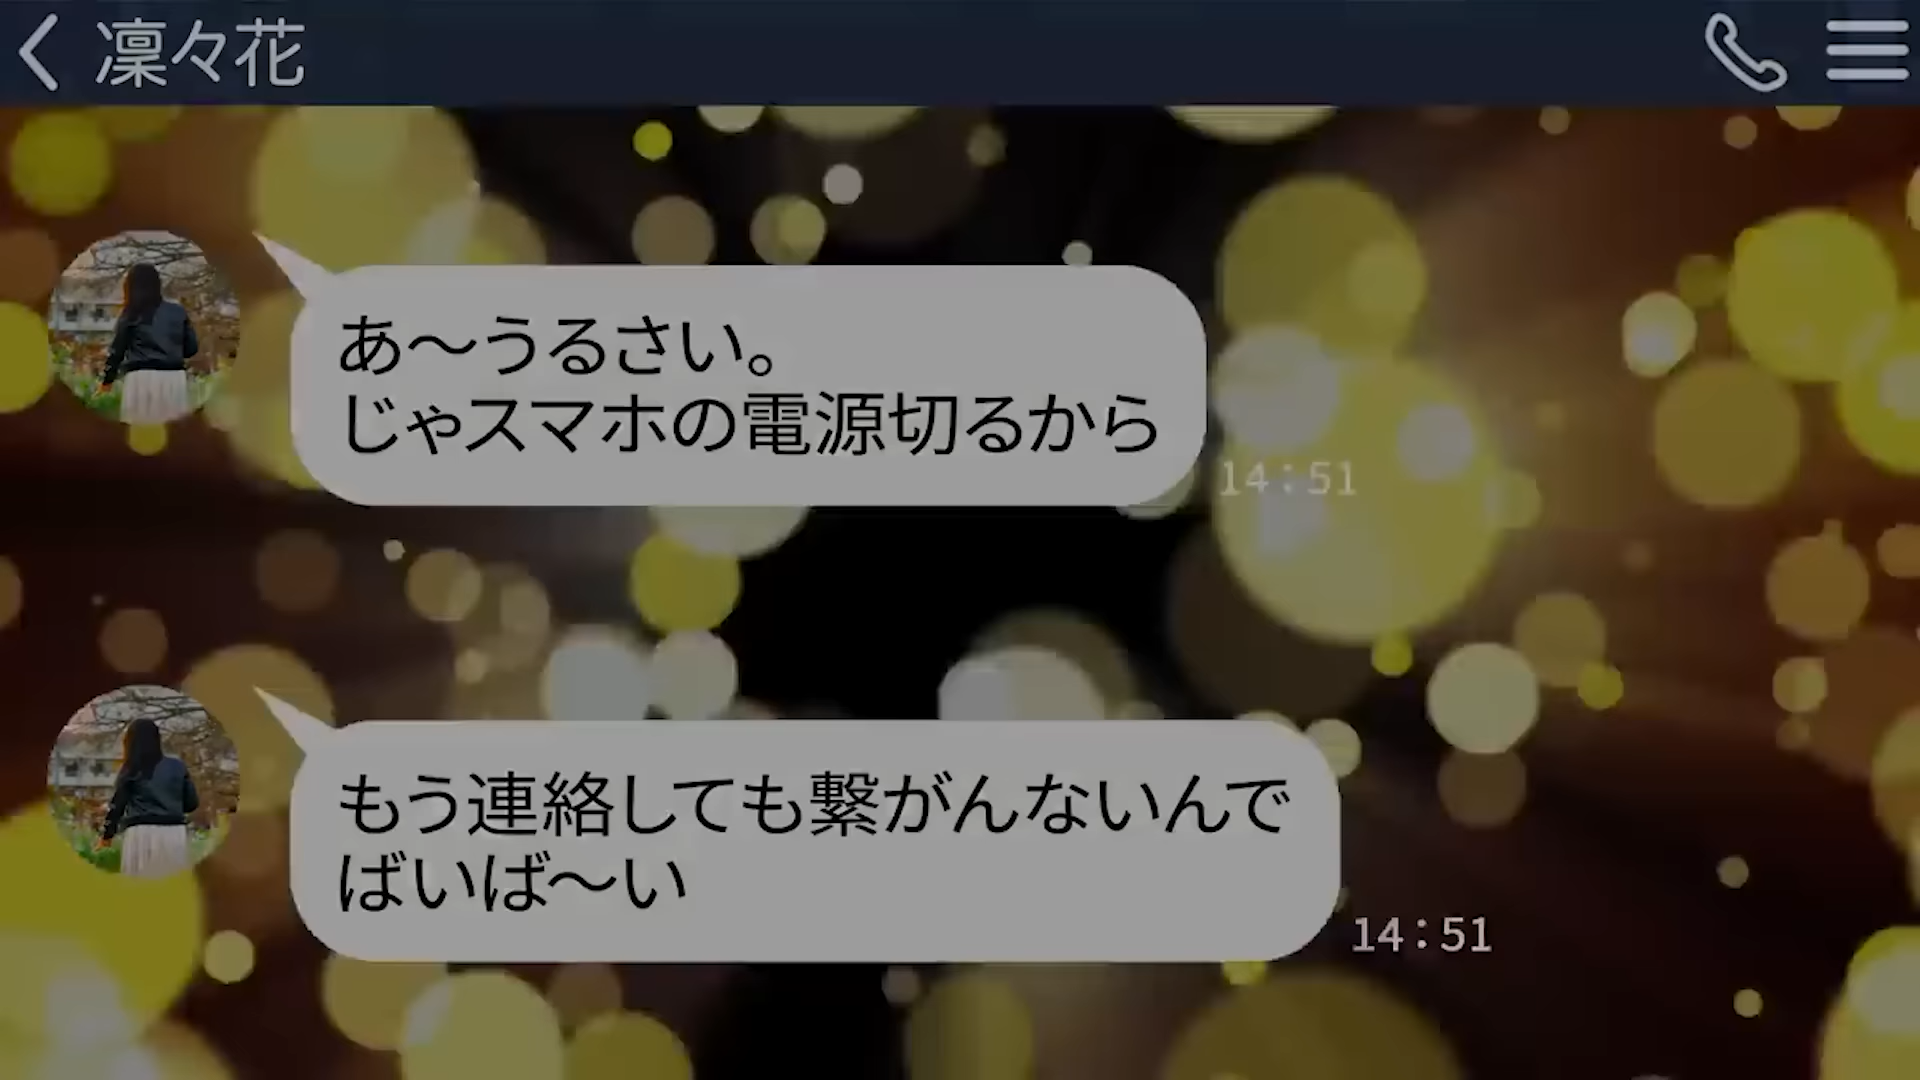 凛々花
あ〜うるさい。
じゃスマホの電源切るから
14:51
もう連絡しても繋がんないんで
ばいば〜い
14:51